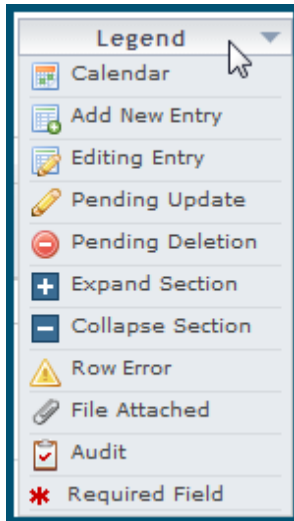 Legend
Calendar
Add New Entry
Editing Entry
Pending Update
Pending Deletion
Expand Section
Collapse Section
Row Error
File Attached
Audit
Required Field